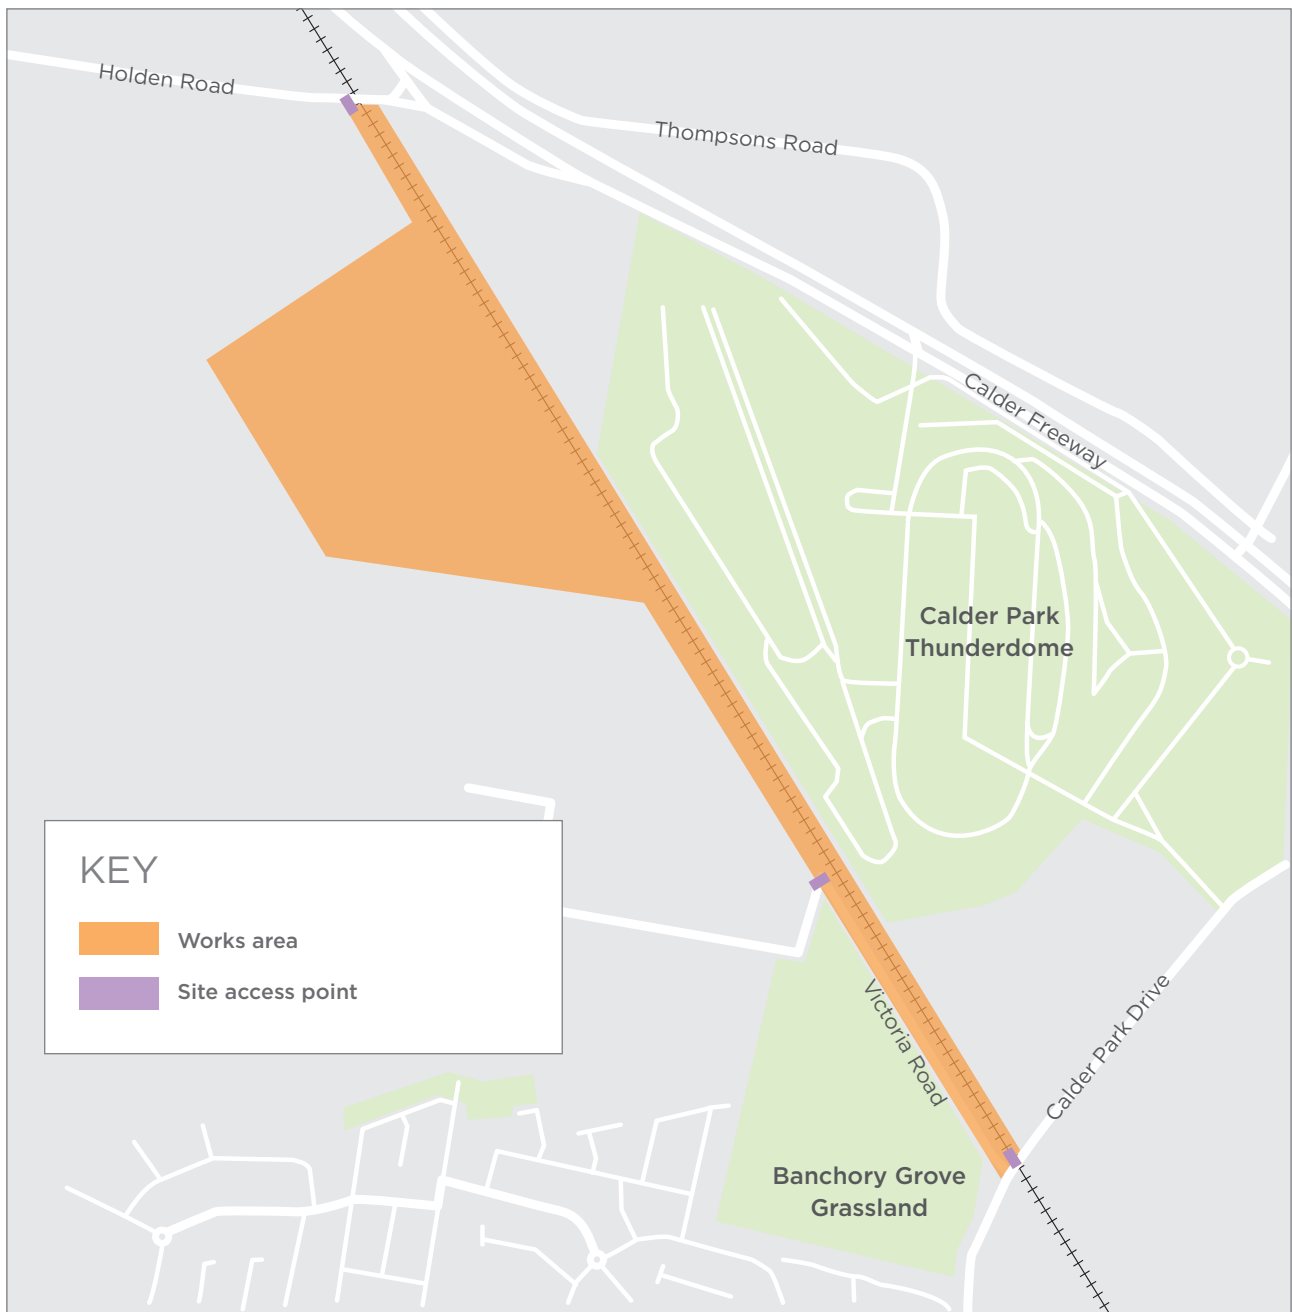 Holden Road
Thompsons Road
Calder Freeway
Calder Park
Thunderdome
KEY
Works area
Site access point
Victoria Road
Calder Park Drive
Banchory Grove
Grassland